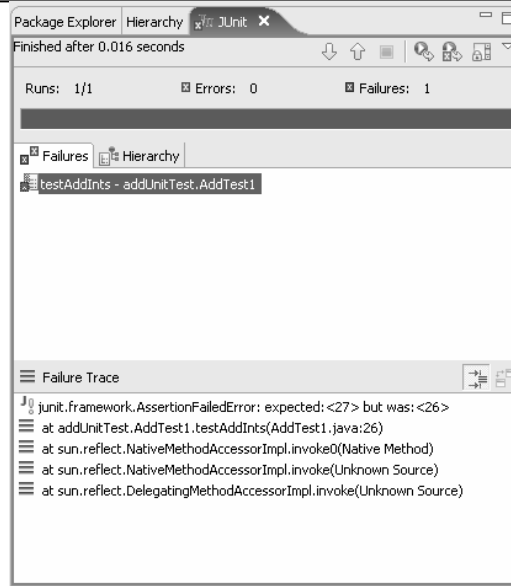 Package Explorer Hierarchy JUnit
Finished after 0.016 seconds
Runs: 1/1 Errors: 0 Failures: 1
Failures Hierarchy
testAddInts - addUnitTest.AddTest1
Failure Trace
junit.framework.AssertionFailedError: expected:<27> but was:<26>
at addUnitTest.AddTest1.testAddInts(AddTest1.java:26)
at sun.reflect.NativeMethodAccessorImpl.invoke0(Native Method)
at sun.reflect.NativeMethodAccessorImpl.invoke(Unknown Source)
at sun.reflect.DelegatingMethodAccessorImpl.invoke(Unknown Source)